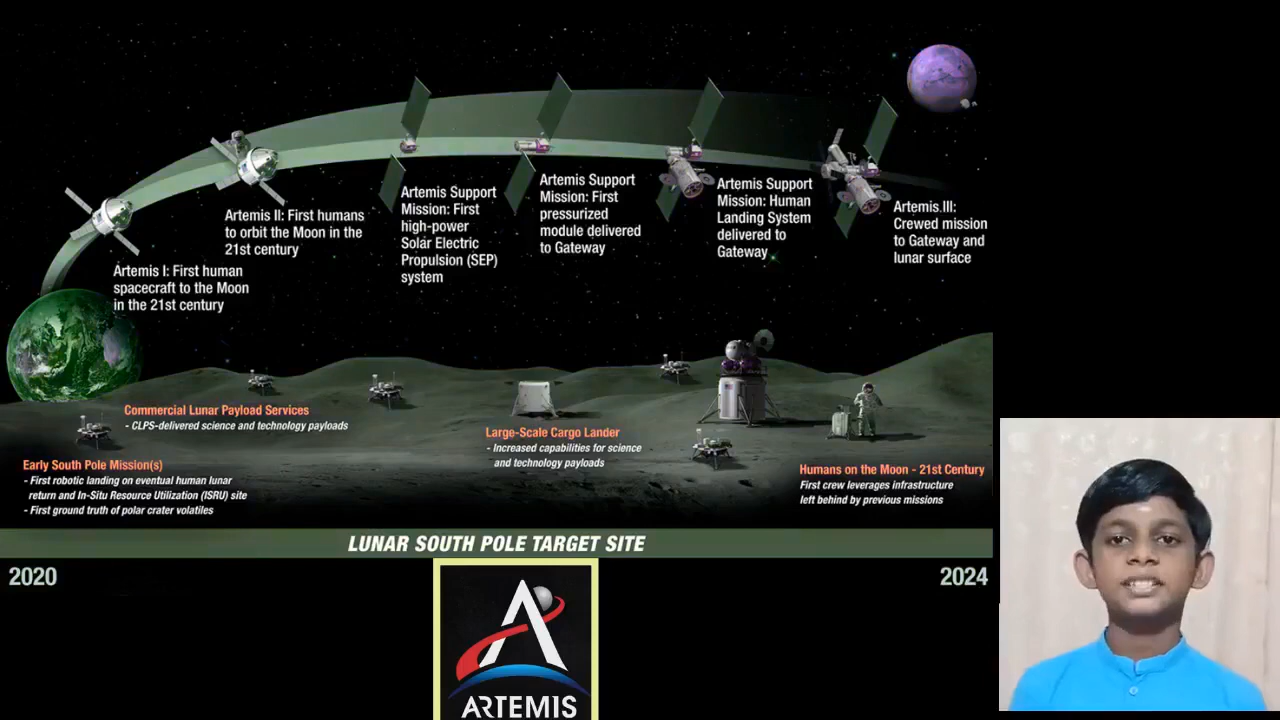 Artemis I: First human
spacecraft to the Moon
in the 21st century
Artemis II: First humans
to orbit the Moon in the
21st century
Artemis Support
Mission: First
high-power
Solar Electric
Propulsion (SEP)
system
Artemis Support
Mission: First
pressurized
module delivered
to Gateway
Artemis Support
Mission: Human
Landing System
delivered to
Gateway
Artemis III:
Crewed mission
to Gateway and
lunar surface
Early South Pole Mission(s)
- First robotic landing on eventual human lunar
return and In-Situ Resource Utilization (ISRU) site
- First ground truth of polar crater volatiles
Commercial Lunar Payload Services
- CLPS-delivered science and technology payloads
Large-Scale Cargo Lander
- Increased capabilities for science
and technology payloads
Humans on the Moon - 21st Century
First crew leverages infrastructure
left behind by previous missions
LUNAR SOUTH POLE TARGET SITE
2020
2024
ARTEMIS